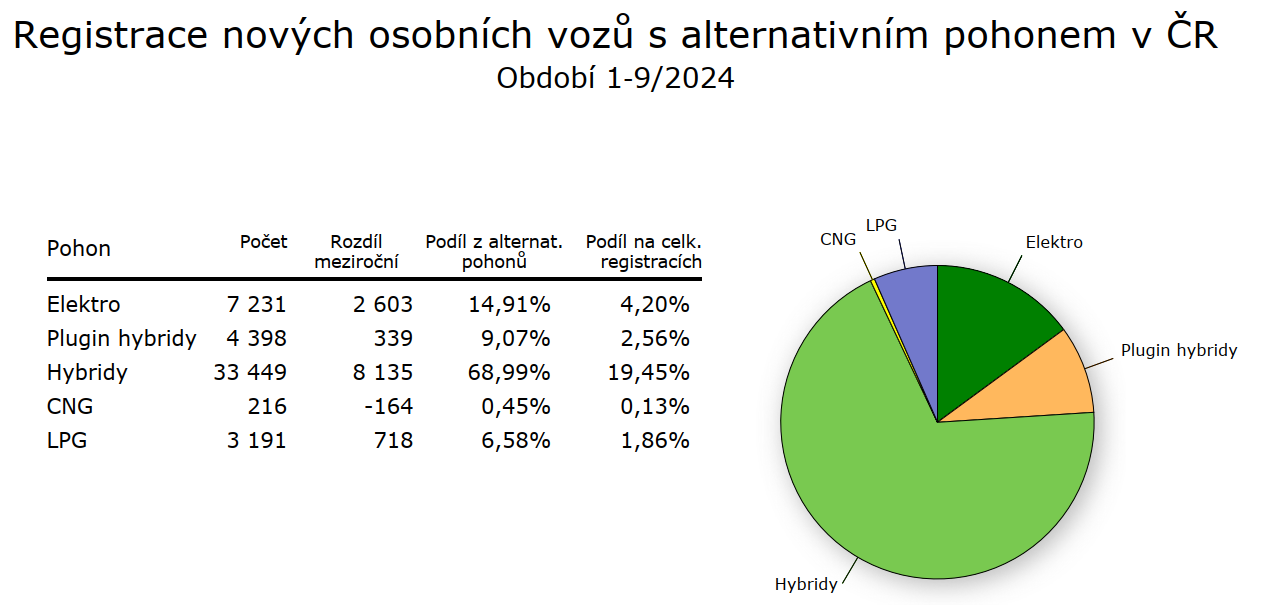 Registrace nových osobních vozů s alternativním pohonem v ČR
Období 1-9/2024
Pohon Počet Rozdíl meziroční Podíl z alternat. pohonů Podíl na celk. registracích
Elektro 7 231 2 603 14,91% 4,20%
Plugin hybridy 4 398 339 9,07% 2,56%
Hybridy 33 449 8 135 68,99% 19,45%
CNG 216 -164 0,45% 0,13%
LPG 3 191 718 6,58% 1,86%
LPG
CNG
Elektro
Plugin hybridy
Hybridy